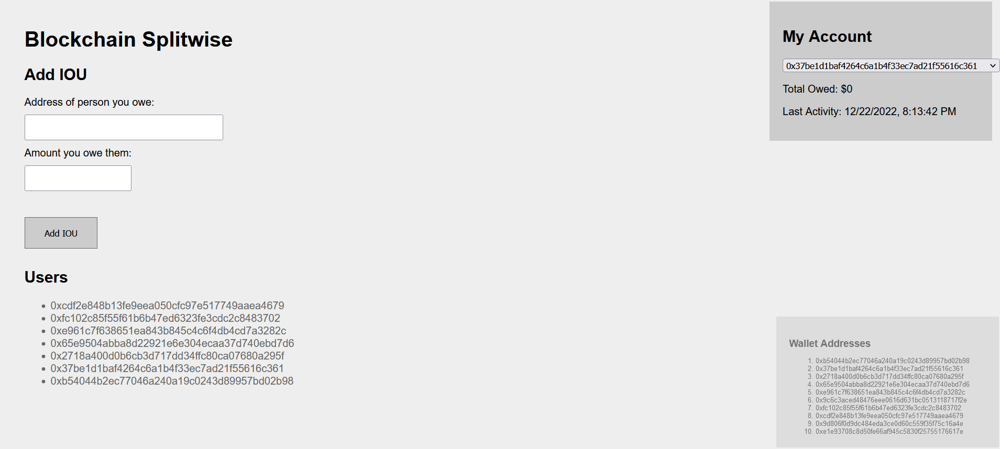 Blockchain Splitwise
Add IOU
Address of person you owe:
Amount you owe them:
Add IOU
Users
• 0xcdf2e848b13fe9eea050cfc97e517749aaea4679
• 0xfc102c85f55f61b6b47ed6323fe3cdc2c8483702
• 0xe961c7f638651ea843b845c4c6f4db4cd7a3282c
• 0x65e9504abba8d22921e6e304ecaa37d740ebd7d6
• 0x2718a400d0b6cb3d717dd34ffc80ca07680a295f
• 0x37be1d1baf4264c6a1b4f33ec7ad21f55616c361
• 0xb54044b2ec77046a240a19c0243d89957bd02b98
My Account
0x37be1d1baf4264c6a1b4f33ec7ad21f55616c361
Total Owed: $0
Last Activity: 12/22/2022, 8:13:42 PM
Wallet Addresses
1. 0xb54044b2ec77046a240a19c0243d89957bd02b98
2. 0x37be1d1baf4264c6a1b4f33ec7ad21f55616c361
3. 0x2718a400d0b6cb3d717dd34ffc80ca07680a295f
4. 0x65e9504abba8d22921e6e304ecaa37d740ebd7d6
5. 0xe961c7f638651ea843b845c4c6f4db4cd7a3282c
6. 0x9c6c3aced48476eee0616d631bc0513118717f2e
7. 0xfc102c85f55f61b6b47ed6323fe3cdc2c8483702
8. 0xcdf2e848b13fe9eea050cfc97e517749aaea4679
9. 0x9d806f0d9dc484eda3ce0d60c559f35f75c16a4e
10. 0xe1e93708c8d50fe66af945c5830f25755176617e